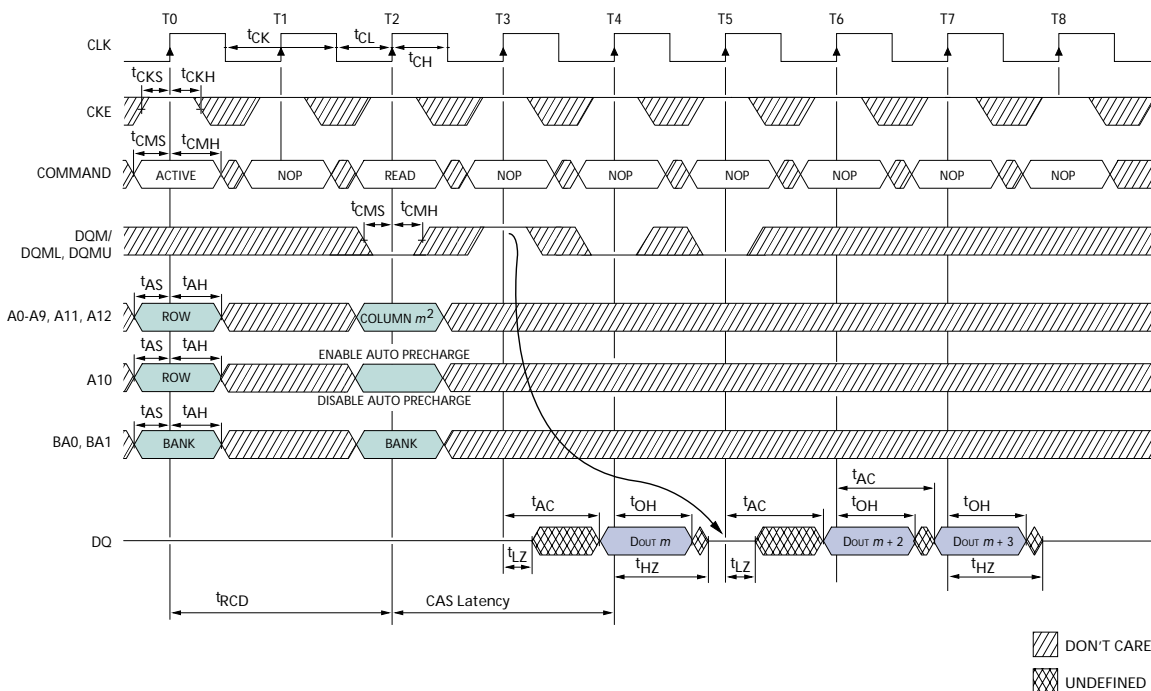 T0 T1 T2 T3 T4 T5 T6 T7 T8
CLK
tCK tCL
tCH
tCKS tCKH
CKE
tCMS tCMH
COMMAND ACTIVE NOP READ NOP NOP NOP NOP NOP NOP
tCMS tCMH
DQM/
DQML, DQMU
tAS tAH
A0-A9, A11, A12 ROW COLUMN m2
tAS tAH
ENABLE AUTO PRECHARGE
A10 ROW
DISABLE AUTO PRECHARGE
tAS tAH
BA0, BA1 BANK BANK
tAC
tAC tOH tAC tOH tOH
DQ DOUT m DOUT m + 2 DOUT m + 3
tLZ tHZ tLZ tHZ
tRCD CAS Latency
DON'T CARE
UNDEFINED